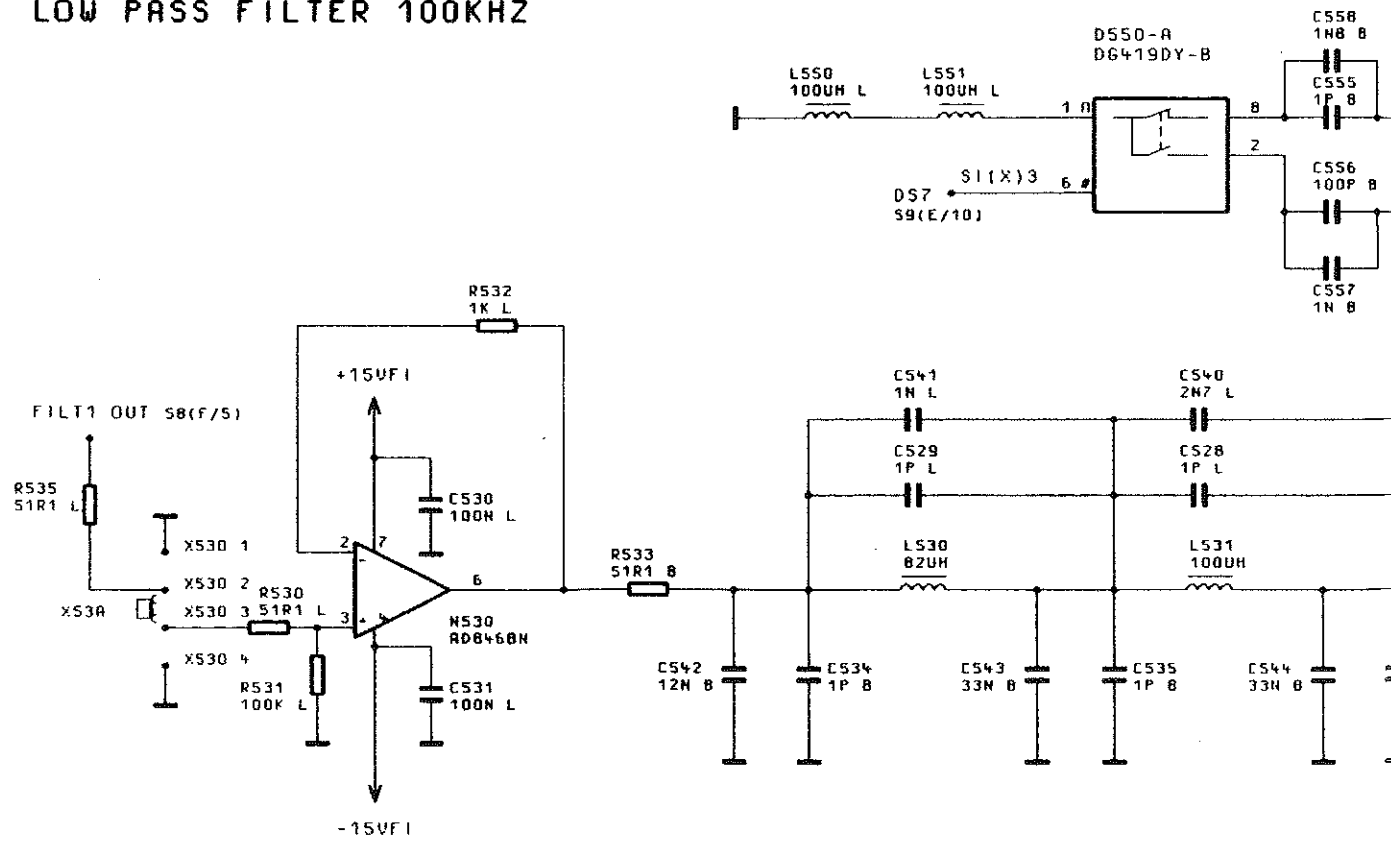 LOW PASS FILTER 100KHZ
C558
1N8 B
D550-A
DG419DY-B
L550
100UH L
L551
100UH L
C555
1P B
1
8
2
SI(X)3
6 #
DS7
S9(E/10)
C556
100P B
C557
1N B
R532
1K L
+15VFI
FILT1 OUT S8(F/5)
C541
1N L
C540
2N7 L
C529
1P L
C528
1P L
R535
51R1 L
C530
100N L
X530 1
2
7
-
L530
82UH
L531
100UH
R533
51R1 B
X530 2
6
R530
51R1 L
X53A
X530 3
3
+
4
N530
AD846BN
X530 4
R531
100K L
C531
100N L
C542
12N B
C534
1P B
C543
33N B
C535
1P B
C544
33N B
-15VFI